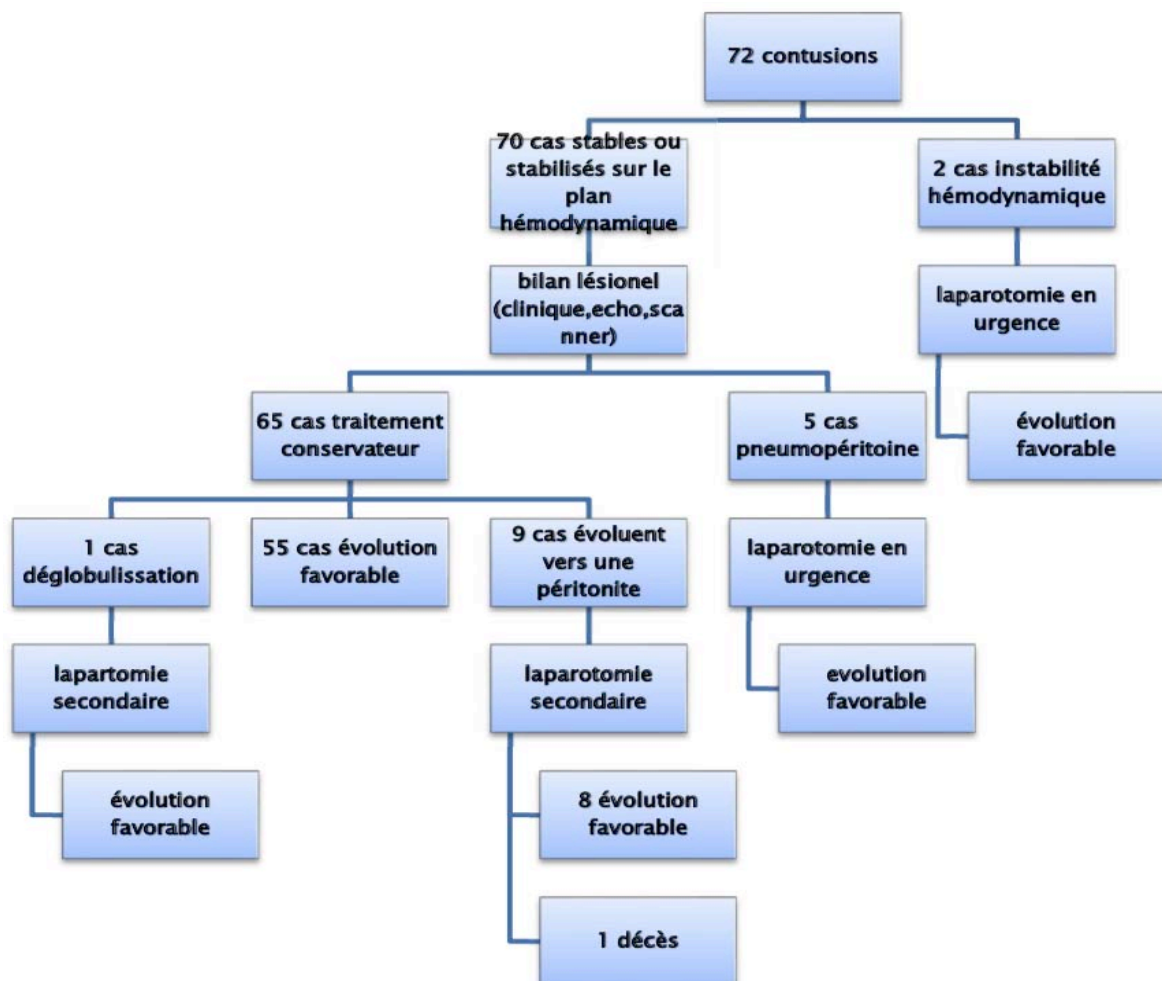 72 contusions
70 cas stables ou
stabilisés sur le
plan
hémodynamique
2 cas instabilité
hémodynamique
bilan lésionel
(clinique,echo,sca
nner)
laparotomie en
urgence
65 cas traitement
conservateur
5 cas
pneumopéritoine
évolution
favorable
1 cas
déglobulissation
55 cas évolution
favorable
9 cas évoluent
vers une
péritonite
laparotomie en
urgence
lapartomie
secondaire
laparotomie
secondaire
evolution
favorable
évolution
favorable
8 évolution
favorable
1 décès